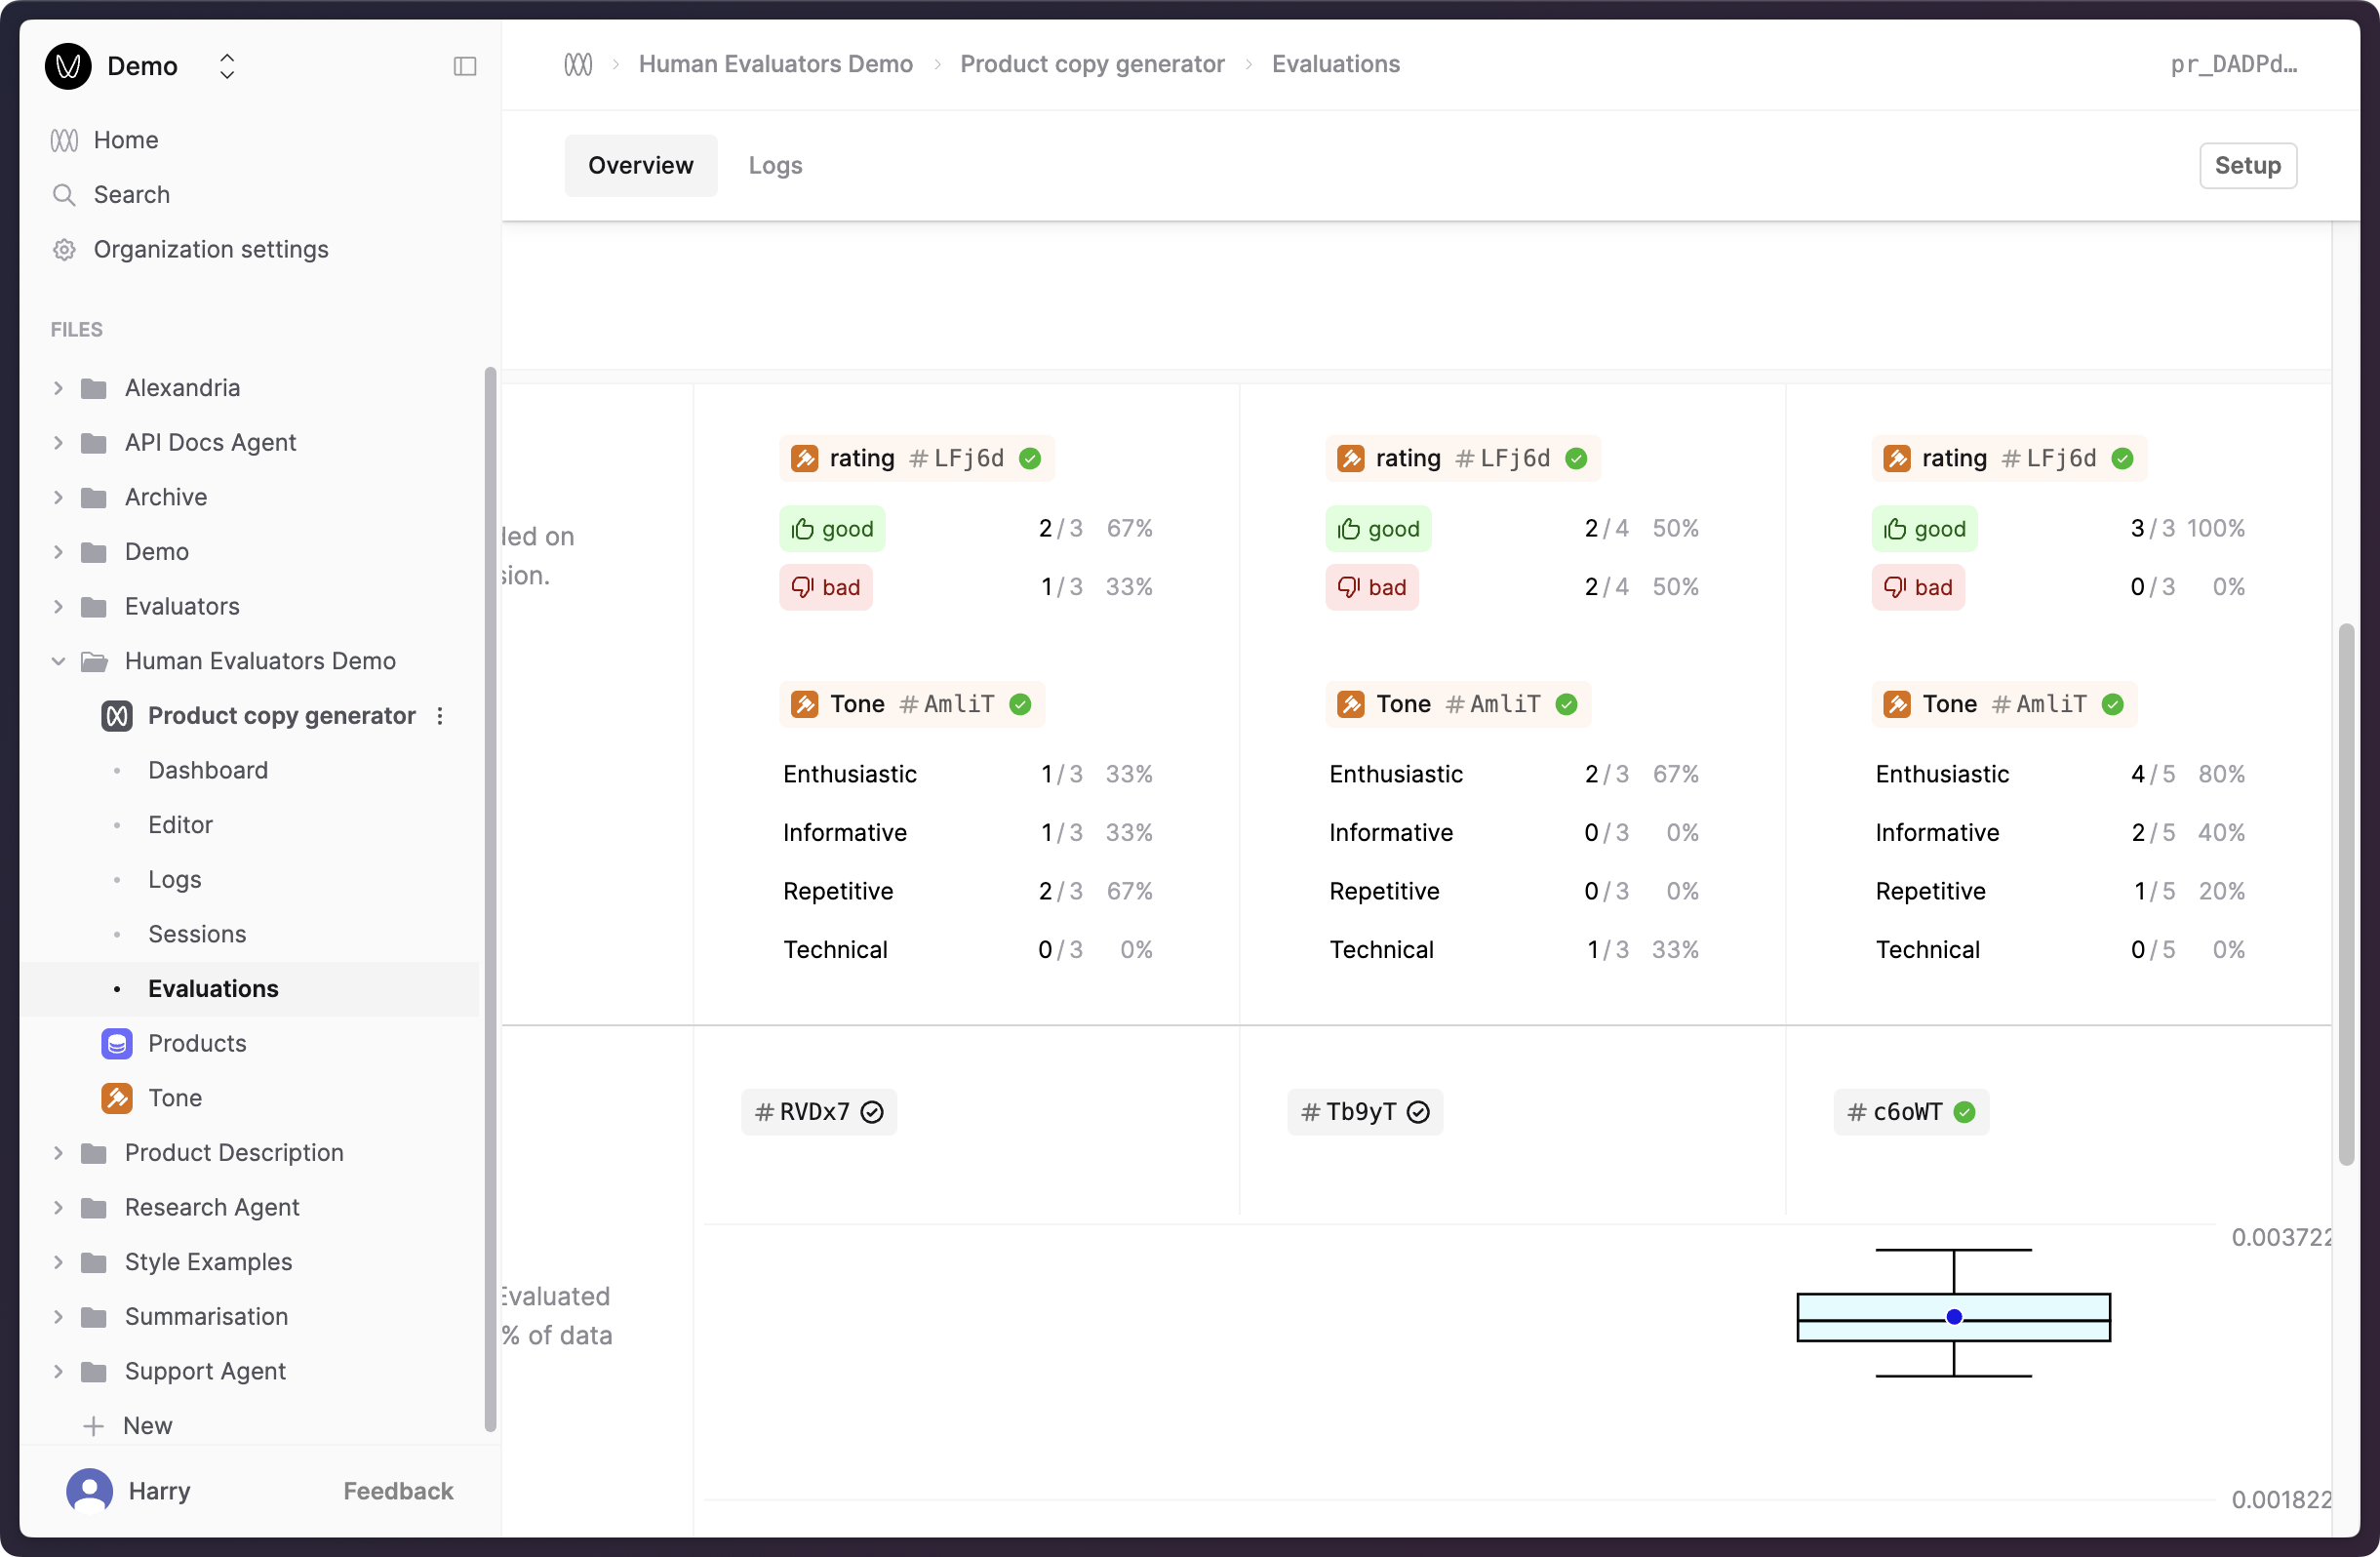 Demo
Home
Search
Organization settings
FILES
Alexandria
API Docs Agent
Archive
Demo
Evaluators
Human Evaluators Demo
Product copy generator
Dashboard
Editor
Logs
Sessions
Evaluations
Products
Tone
Product Description
Research Agent
Style Examples
Summarisation
Support Agent
New
Harry Feedback
Human Evaluators Demo Product copy generator Evaluations pr_DADPd…
Overview Logs Setup
on
rating #LFj6d rating #LFj6d rating #LFj6d
good 2/3 67% good 2/4 50% good 3/3 100%
bad 1/3 33% bad 2/4 50% bad 0/3 0%
Tone #AmliT Tone #AmliT Tone #AmliT
Enthusiastic 1/3 33% Enthusiastic 2/3 67% Enthusiastic 4/5 80%
Informative 1/3 33% Informative 0/3 0% Informative 2/5 40%
Repetitive 2/3 67% Repetitive 0/3 0% Repetitive 1/5 20%
Technical 0/3 0% Technical 1/3 33% Technical 0/5 0%
#RVDx7 #Tb9yT #c6oWT
0.003722
Evaluated
% of data
0.001822